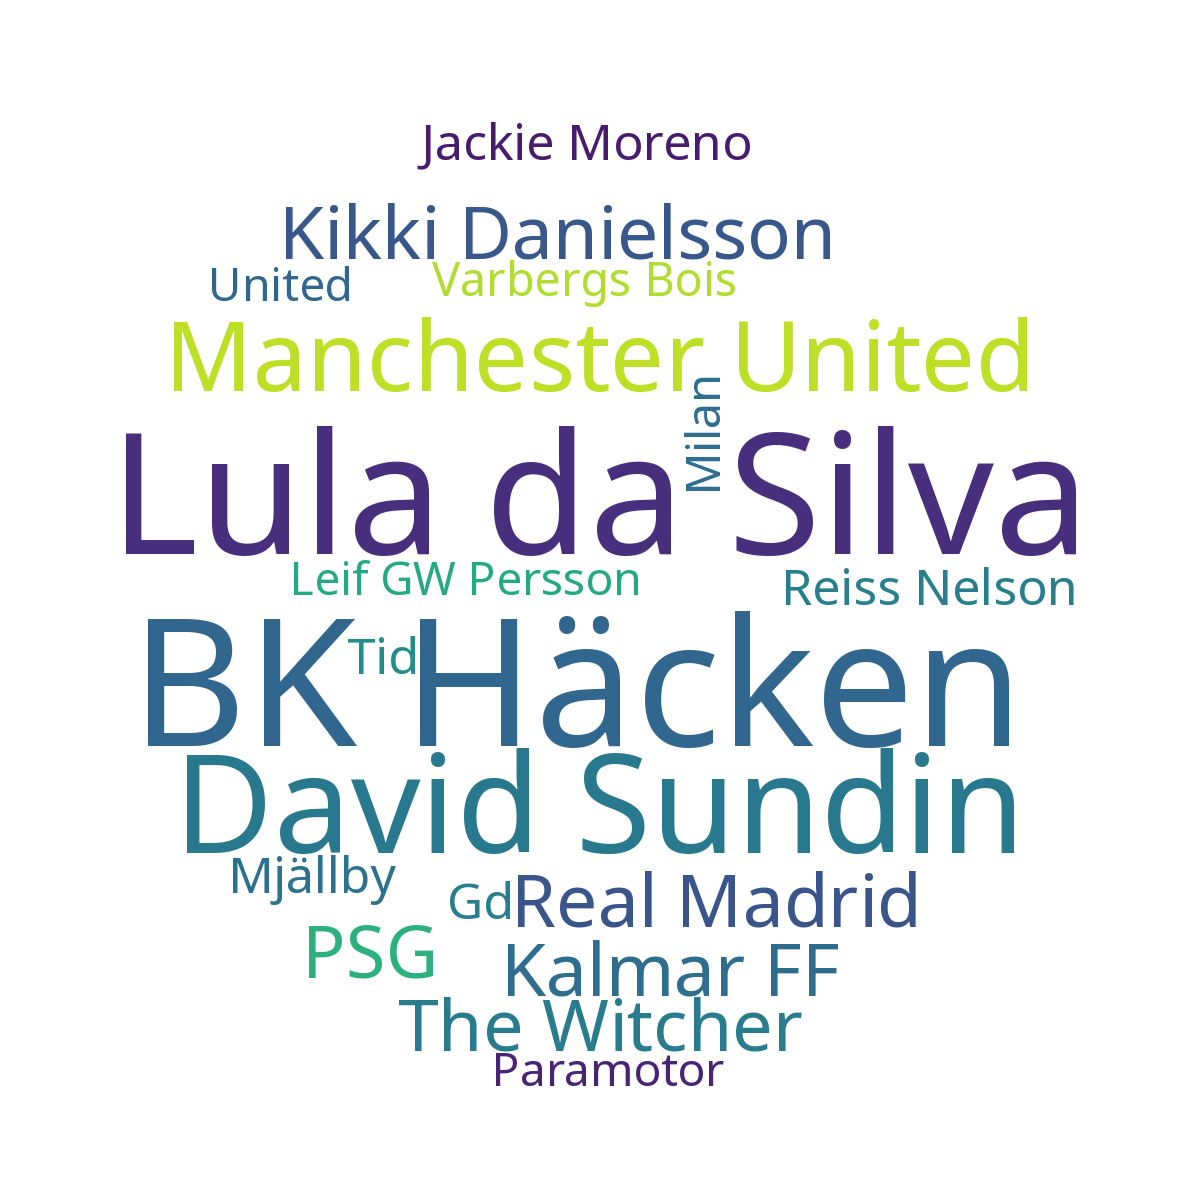 Jackie Moreno
Kikki Danielsson
United
Varbergs Bois
Manchester United
Milan
Lula da Silva
Leif GW Persson
Reiss Nelson
BK Häcken
Tid
David Sundin
Mjällby
Gd
Real Madrid
PSG
Kalmar FF
The Witcher
Paramotor